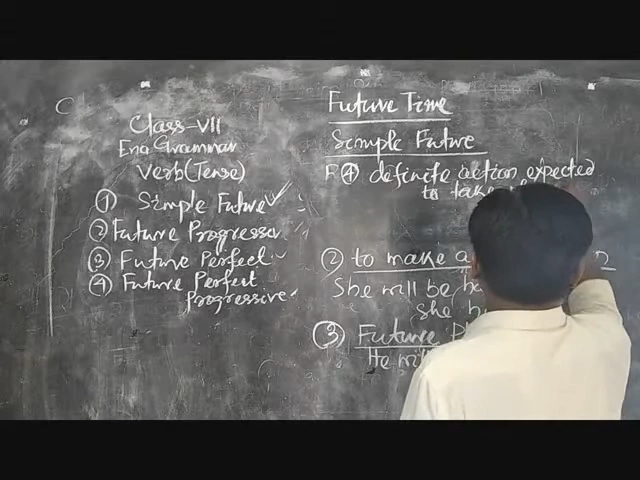 C
Class-VII
Eng Grammar
Verb(Tense)
① Simple Future ✓
② Future Progressive
③ Future Perfect
④ Future Perfect
Progressive
Future Time
Simple Future
① definite action expected
to take
② to make a
She will be
she
③ Future
He will